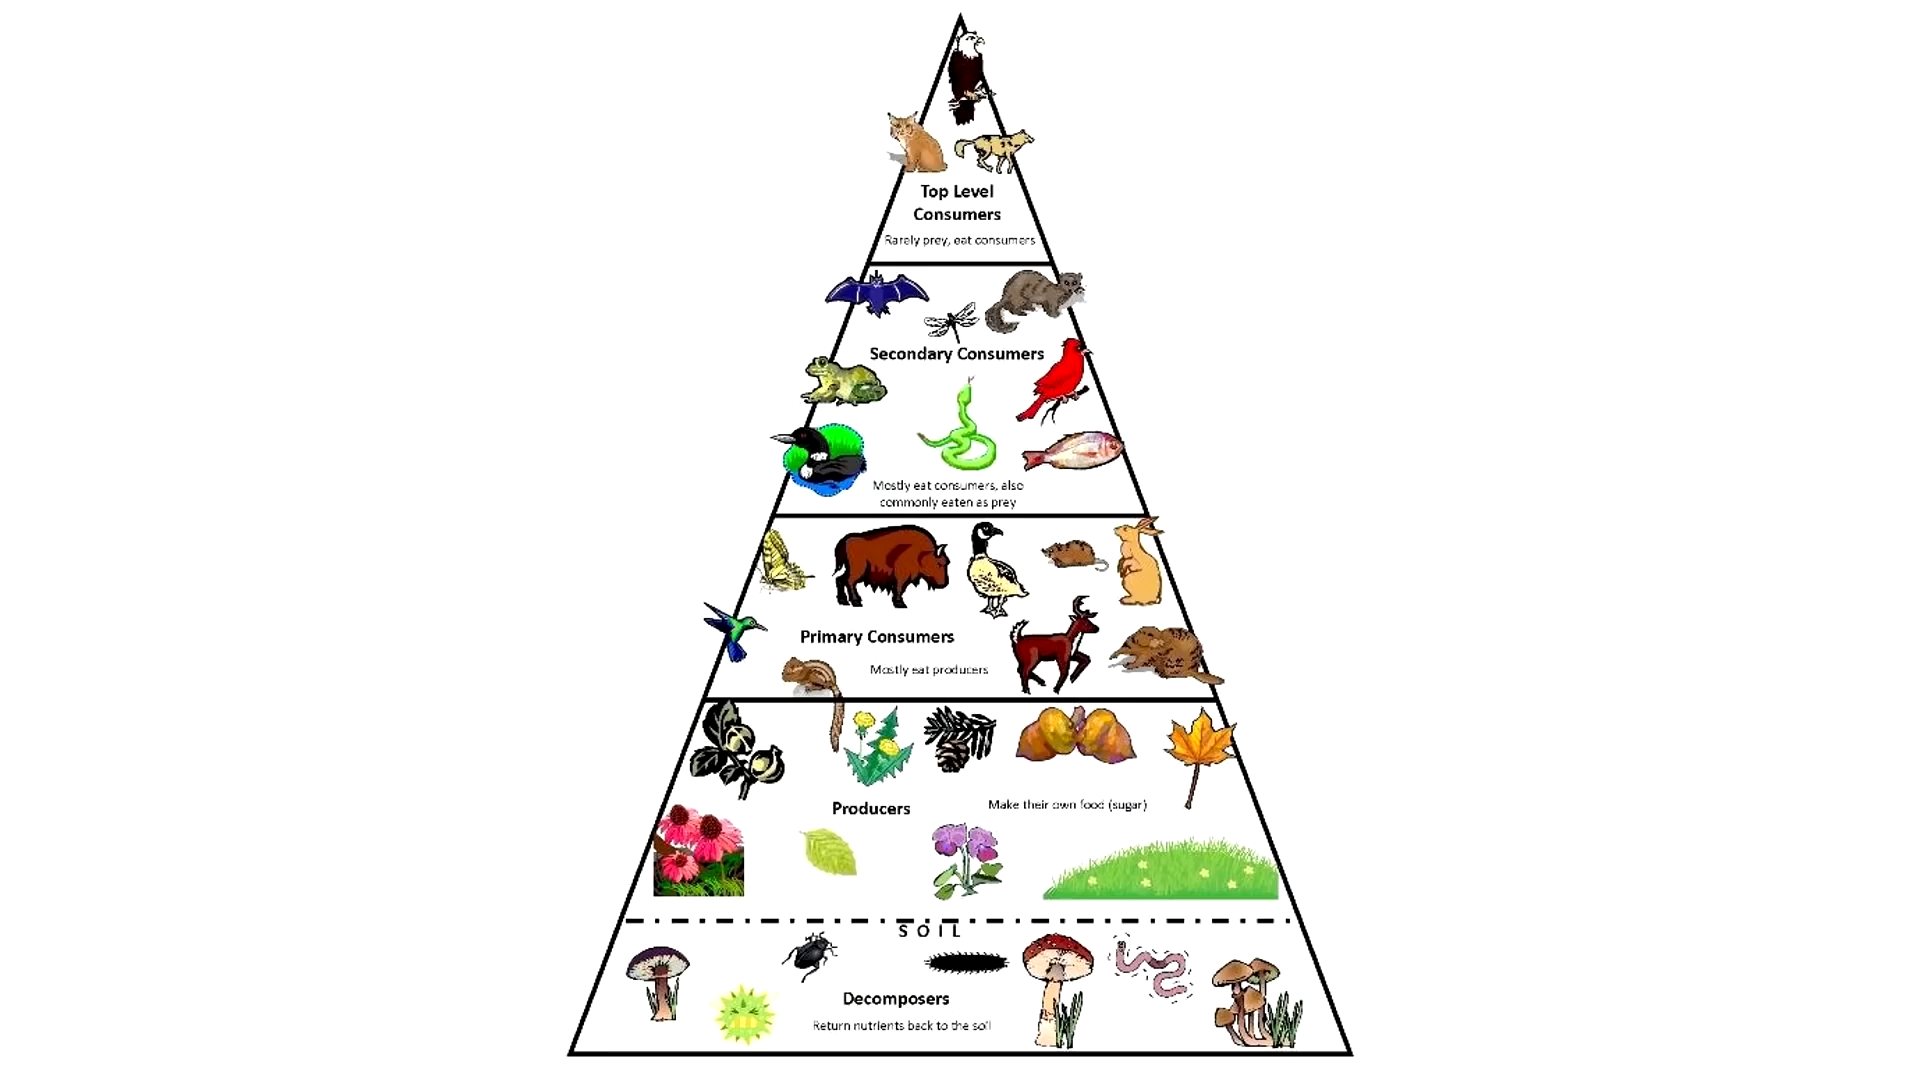 Top Level
Consumers
Rarely prey, eat consumers
Secondary Consumers
Mostly eat consumers, also
commonly eaten as prey
Primary Consumers
Mostly eat producers
Producers
Make their own food (sugar)
SOIL
Decomposers
Return nutrients back to the soil